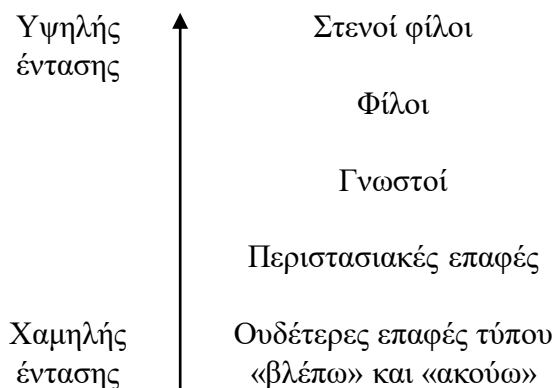 Υψηλής
έντασης
Στενοί φίλοι
Φίλοι
Γνωστοί
Περιστασιακές επαφές
Χαμηλής
έντασης
Ουδέτερες επαφές τύπου
«βλέπω» και «ακούω»